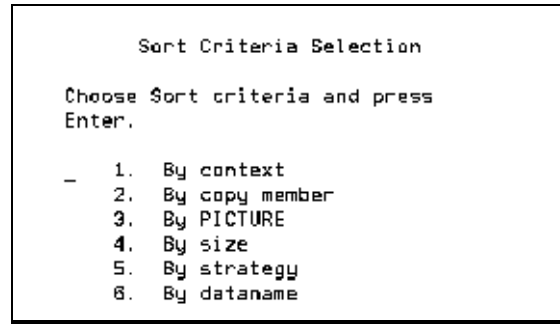 Sort Criteria Selection
Choose Sort criteria and press
Enter.
_ 1. By context
2. By copy member
3. By PICTURE
4. By size
5. By strategy
6. By dataname